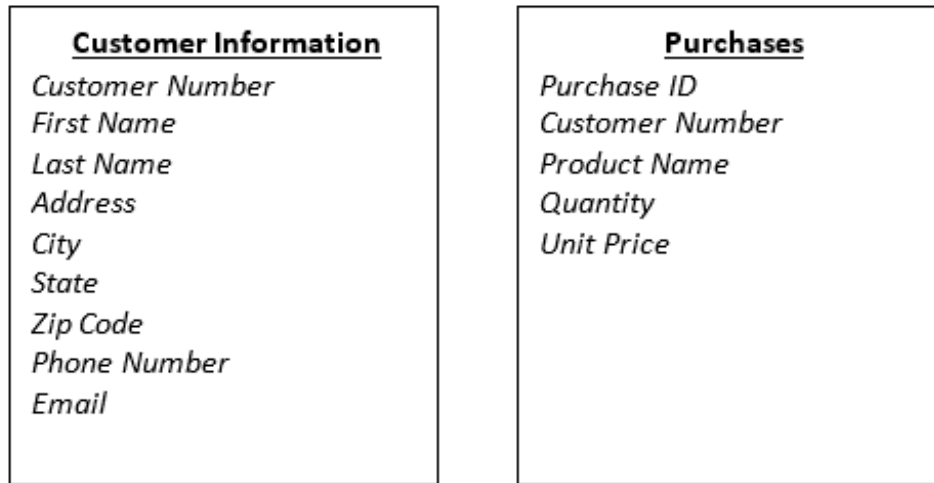 Customer Information
Customer Number
First Name
Last Name
Address
City
State
Zip Code
Phone Number
Email
Purchases
Purchase ID
Customer Number
Product Name
Quantity
Unit Price